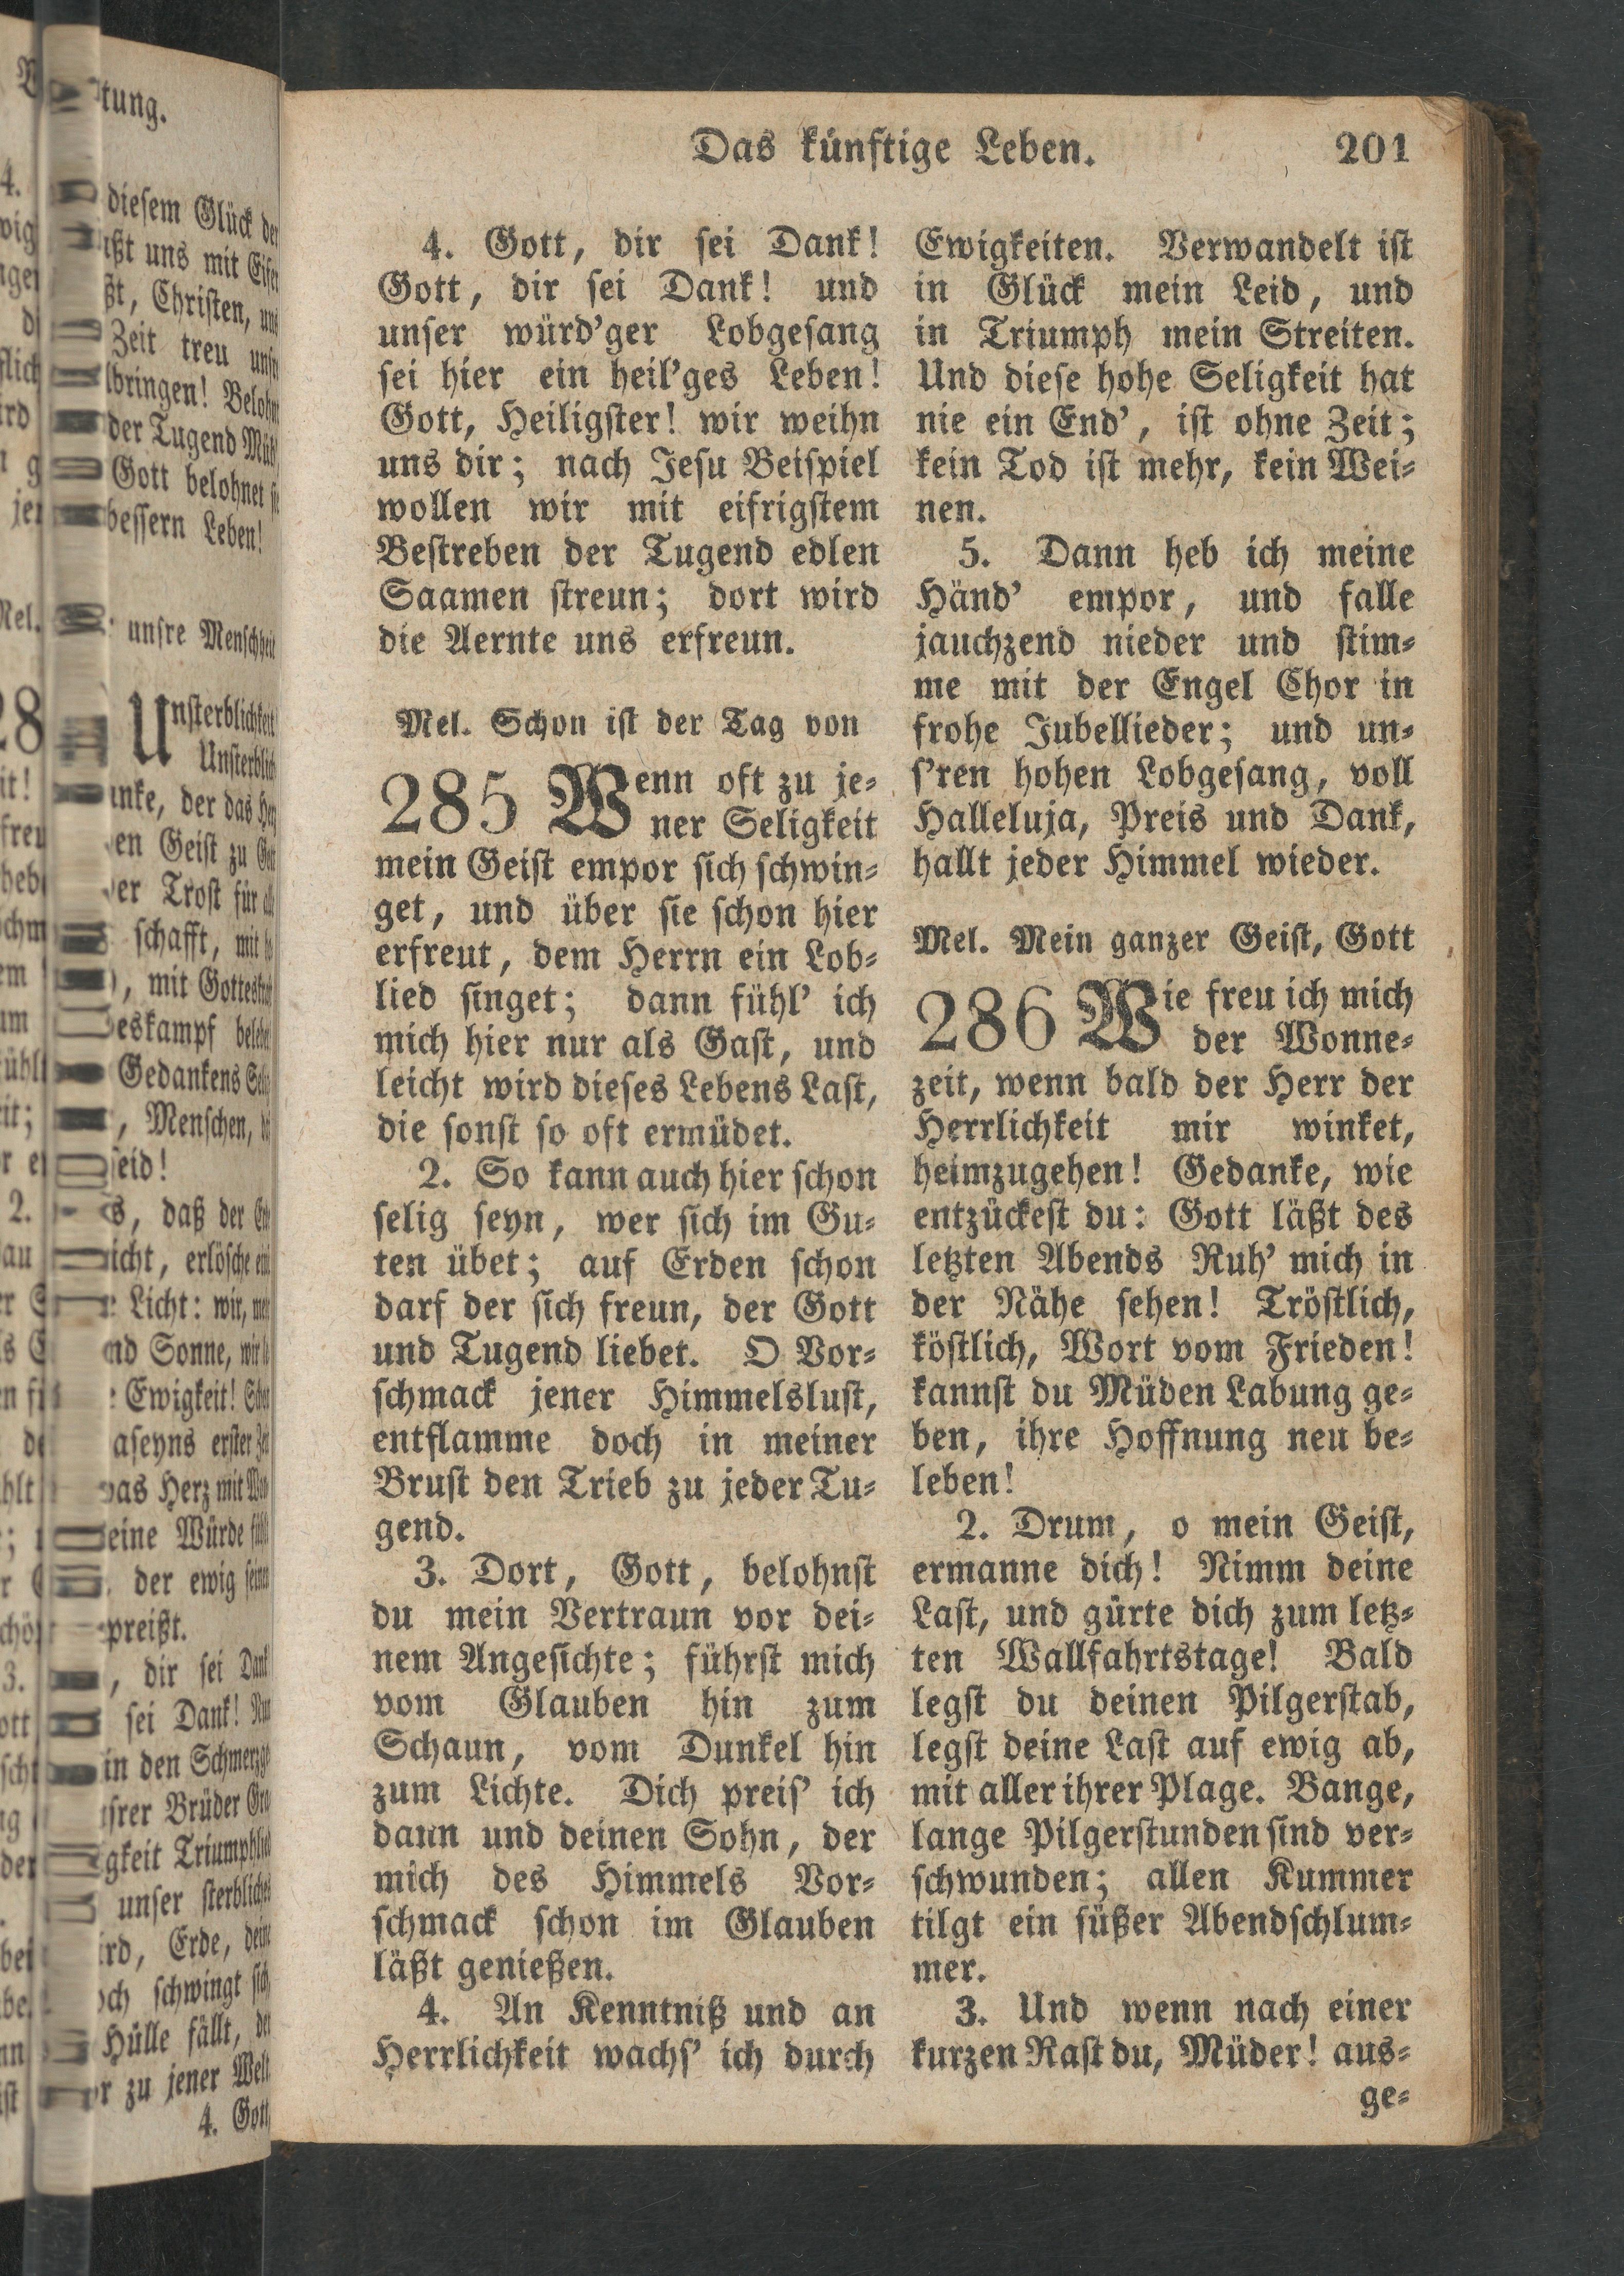 Das künftige Leben. 201
4. Gott, dir sei Dank!
Gott, dir sei Dank! und
unser würd'ger Lobgesang
sei hier ein heil'ges Leben!
Gott, Heiligster! wir weihn
uns dir; nach Jesu Beispiel
wollen wir mit eifrigstem
Bestreben der Tugend edlen
Saamen streun; dort wird
die Aernte uns erfreun.
Mel. Schon ist der Tag von
285 Wenn oft zu je-
ner Seligkeit
mein Geist empor sich schwin-
get, und über sie schon hier
erfreut, dem Herrn ein Lob-
lied singet; dann fühl' ich
mich hier nur als Gast, und
leicht wird dieses Lebens Last,
die sonst so oft ermüdet.
2. So kann auch hier schon
selig seyn, wer sich im Gu-
ten übet; auf Erden schon
darf der sich freun, der Gott
und Tugend liebet. O Vor-
schmack jener Himmelslust,
entflamme doch in meiner
Brust den Trieb zu jeder Tu-
gend.
3. Dort, Gott, belohnst
du mein Vertraun vor dei-
nem Angesichte; führst mich
vom Glauben hin zum
Schaun, vom Dunkel hin
zum Lichte. Dich preis' ich
dann und deinen Sohn, der
mich des Himmels Vor-
schmack schon im Glauben
läßt genießen.
4. An Kenntniß und an
Herrlichkeit wachs' ich durch
Ewigkeiten. Verwandelt ist
in Glück mein Leid, und
in Triumph mein Streiten.
Und diese hohe Seligkeit hat
nie ein End', ist ohne Zeit;
kein Tod ist mehr, kein Wei-
nen.
5. Dann heb ich meine
Händ' empor, und falle
jauchzend nieder und stim-
me mit der Engel Chor in
frohe Jubellieder; und un-
s'ren hohen Lobgesang, voll
Halleluja, Preis und Dank,
hallt jeder Himmel wieder.
Mel. Mein ganzer Geist, Gott
286 Wie freu ich mich
der Wonne-
zeit, wenn bald der Herr der
Herrlichkeit mir winket,
heimzugehen! Gedanke, wie
entzückest du: Gott läßt des
letzten Abends Ruh' mich in
der Nähe sehen! Tröstlich,
köstlich, Wort vom Frieden!
kannst du Müden Labung ge-
ben, ihre Hoffnung neu be-
leben!
2. Drum, o mein Geist,
ermanne dich! Nimm deine
Last, und gürte dich zum letz-
ten Wallfahrtstage! Bald
legst du deinen Pilgerstab,
legst deine Last auf ewig ab,
mit aller ihrer Plage. Bange,
lange Pilgerstunden sind ver-
schwunden; allen Kummer
tilgt ein süßer Abendschlum-
mer.
3. Und wenn nach einer
kurzen Rast du, Müder! aus-
ge-